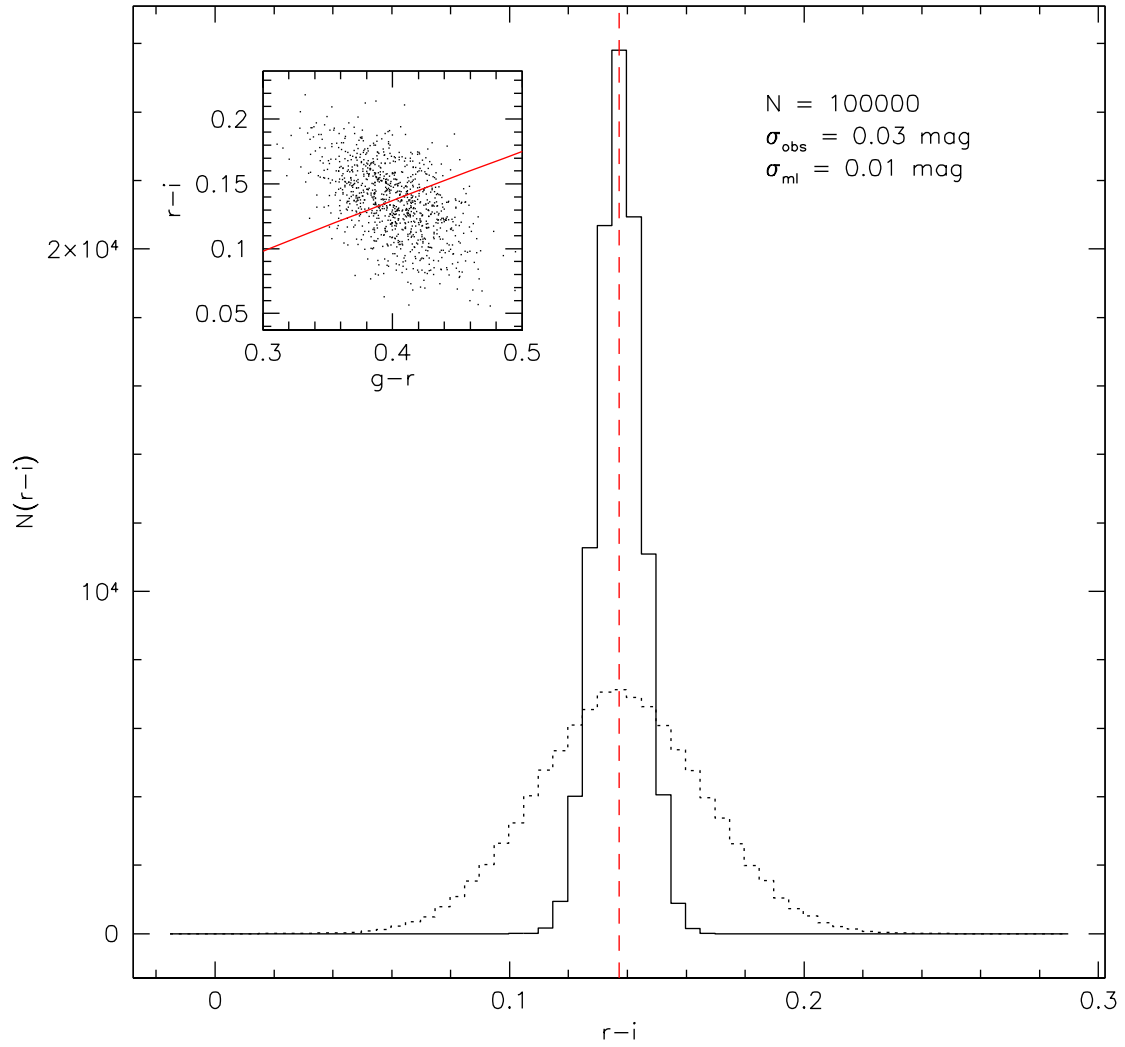 N = 100000
σobs = 0.03 mag
σml = 0.01 mag
0.2
0.15
0.1
0.05
r−i
0.3 0.4 0.5
g−r
2×10⁴
10⁴
0
N(r−i)
0 0.1 0.2 0.3
r−i